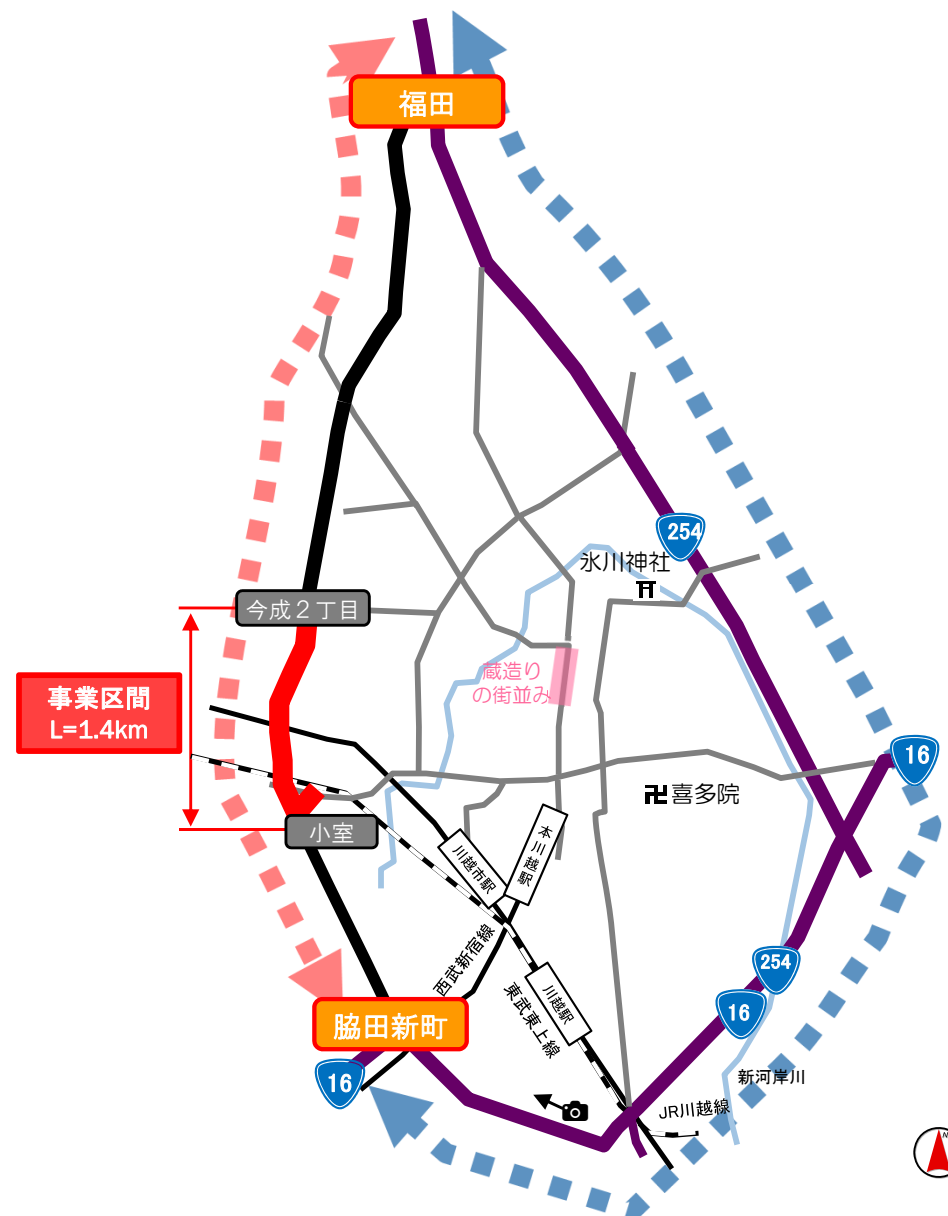 福田
254
氷川神社
今成２丁目
蔵造り
の街並み
事業区間
L=1.4km
16
喜多院
小室
本川越駅
川越市駅
西武新宿線
254
川越駅
東武東上線
16
脇田新町
16
新河岸川
JR川越線
N